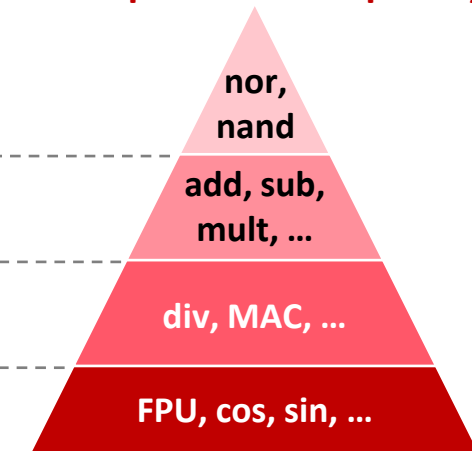 nor,
nand
add, sub,
mult, …
div, MAC, …
FPU, cos, sin, …